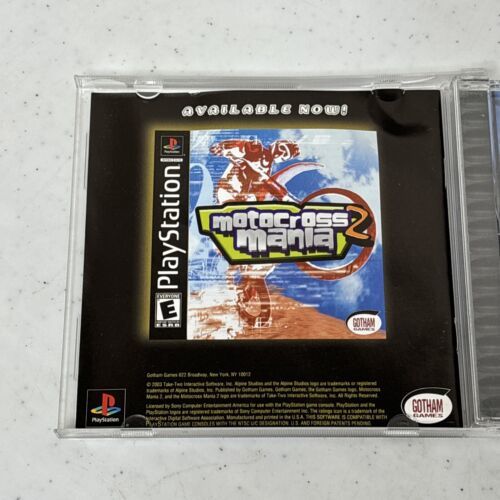 AVAILABLE NOW!
PlayStation
PlayStation
motocross
mania 2
EVERYONE
E
ESRB
GOTHAM
GAMES
Gotham Games 622 Broadway, New York, NY 10012
© 2003 Take-Two Interactive Software, Inc. Alpine Studios and the Alpine Studios logo are trademarks or registered
trademarks of Alpine Studios, Inc. Published by Gotham Games. Gotham Games, the Gotham Games logo, Motocross
Mania 2, and the Motocross Mania 2 logo are trademarks of Take-Two Interactive Software, Inc. All rights reserved.
Licensed by Sony Computer Entertainment America for use with the PlayStation game console. PlayStation and the
PlayStation logos are registered trademarks of Sony Computer Entertainment Inc. The ratings icon is a trademark of the
Interactive Digital Software Association. Manufactured and printed in the U.S.A. THIS SOFTWARE IS COMPATIBLE WITH
PLAYSTATION GAME CONSOLES WITH THE NTSC U/C DESIGNATION. U.S. AND FOREIGN PATENTS PENDING.
PlayStation
GOTHAM
GAMES